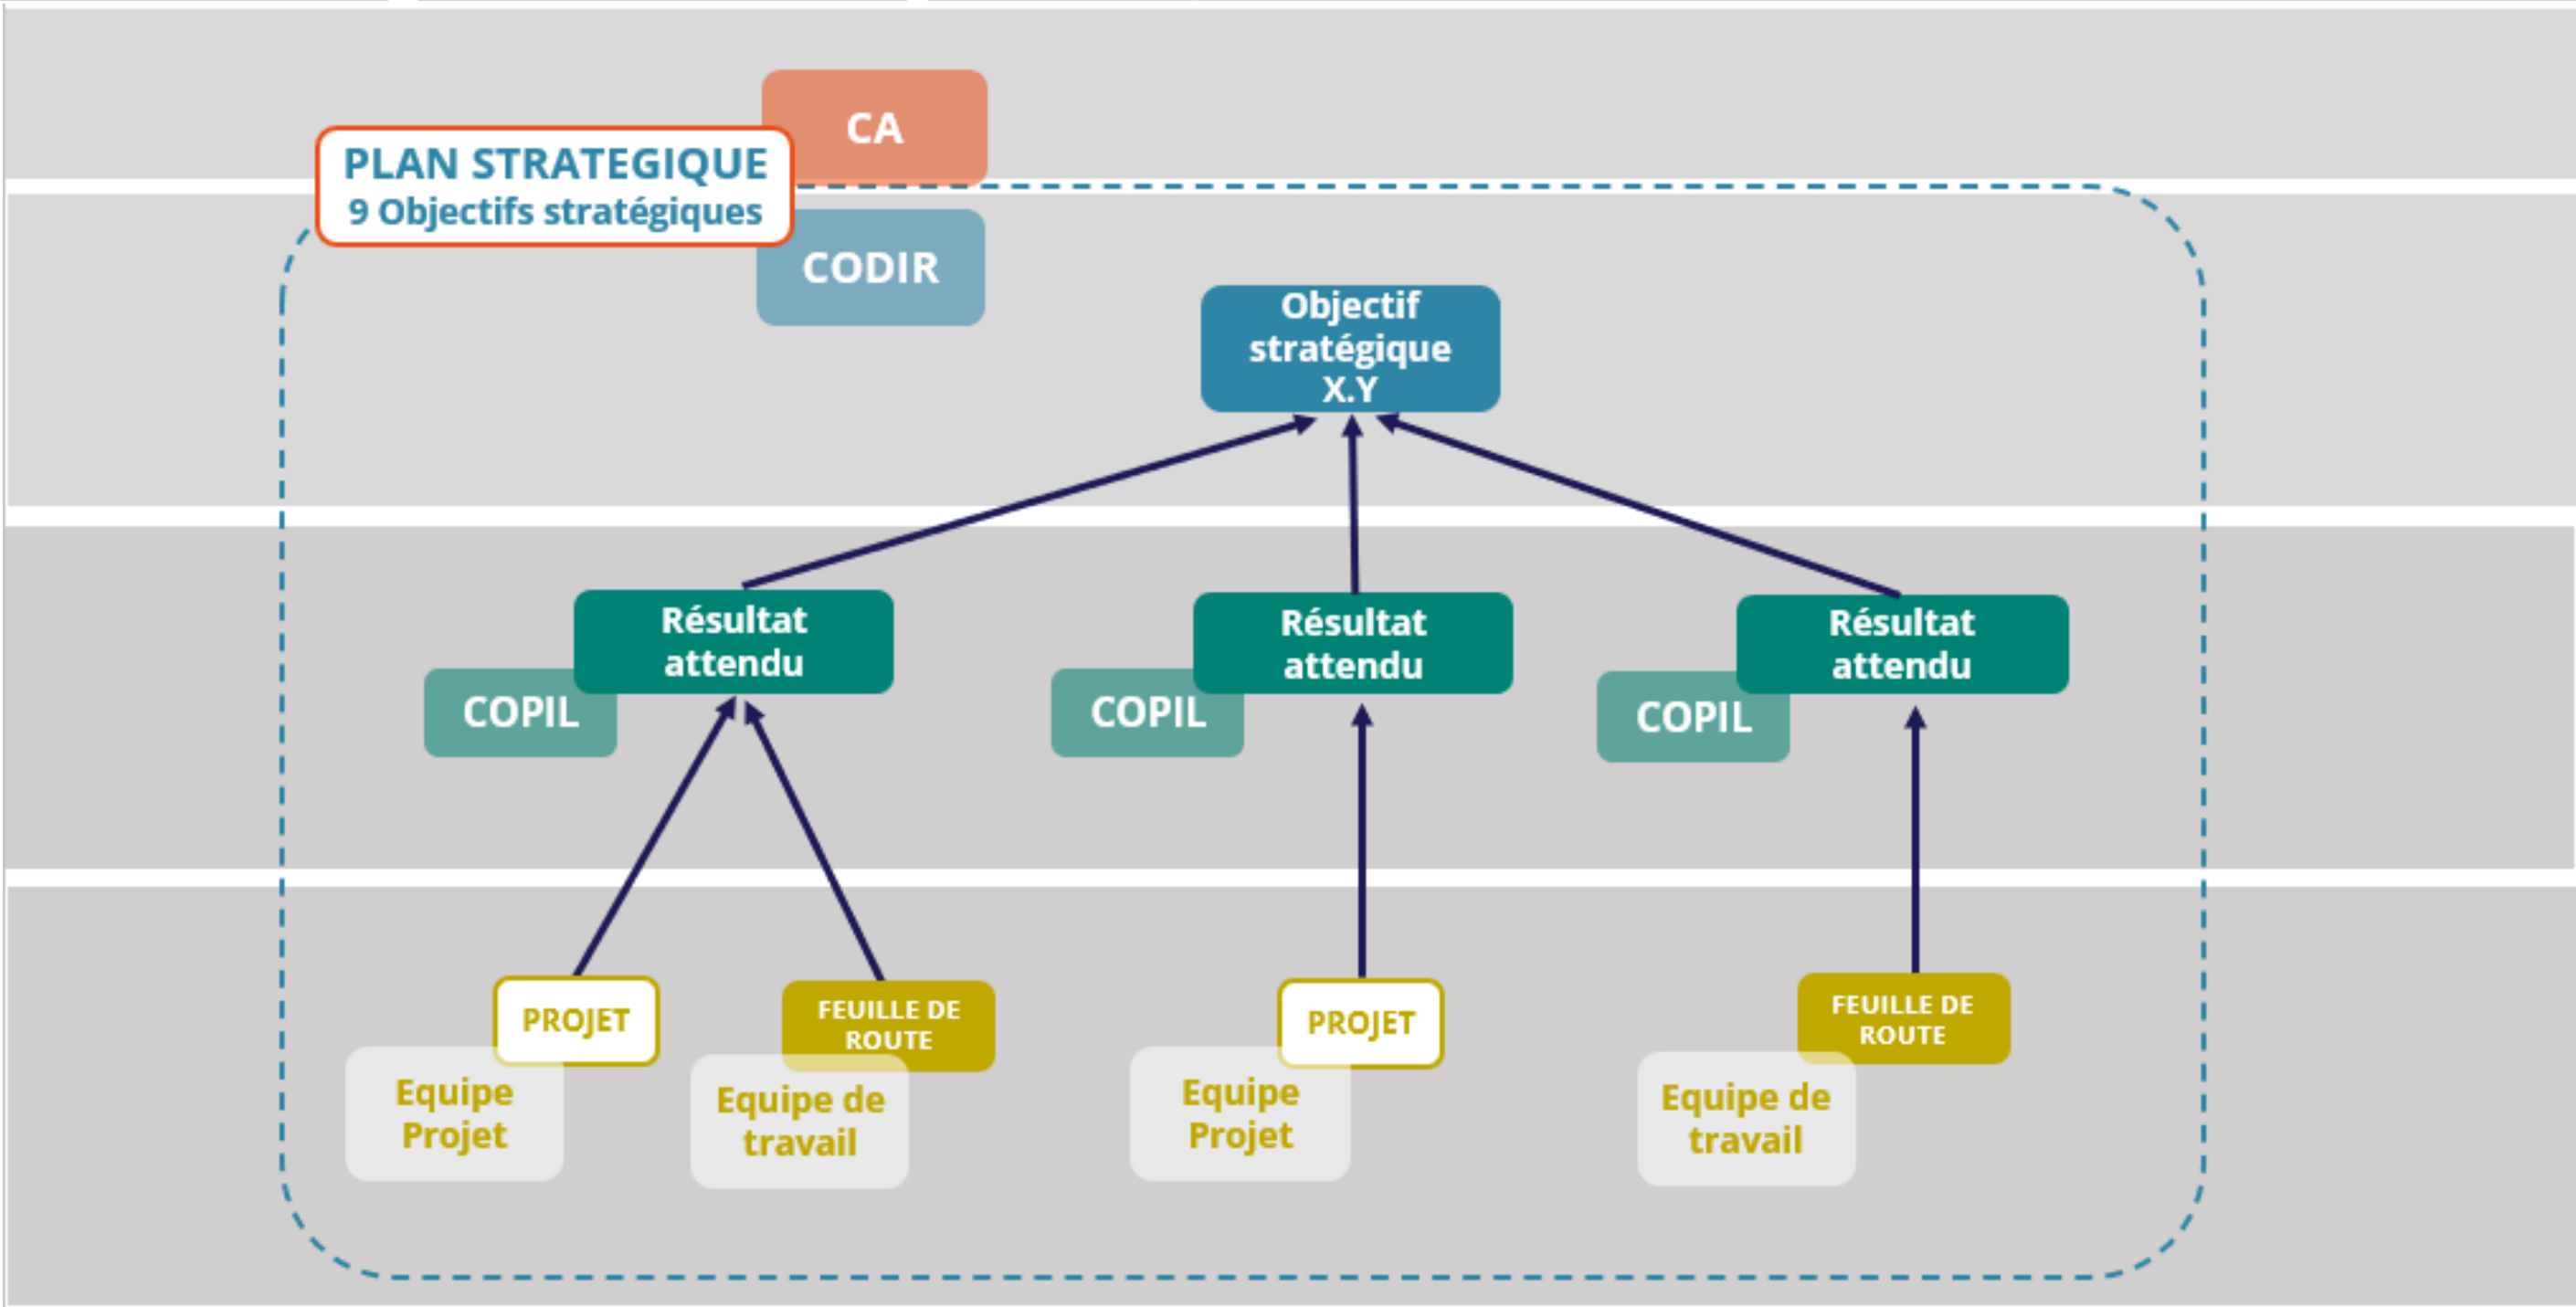 CA
PLAN STRATEGIQUE
9 Objectifs stratégiques
CODIR
Objectif
stratégique
X.Y
Résultat
attendu
COPIL
Résultat
attendu
COPIL
Résultat
attendu
COPIL
PROJET
Equipe
Projet
FEUILLE DE
ROUTE
Equipe de
travail
PROJET
Equipe
Projet
FEUILLE DE
ROUTE
Equipe de
travail